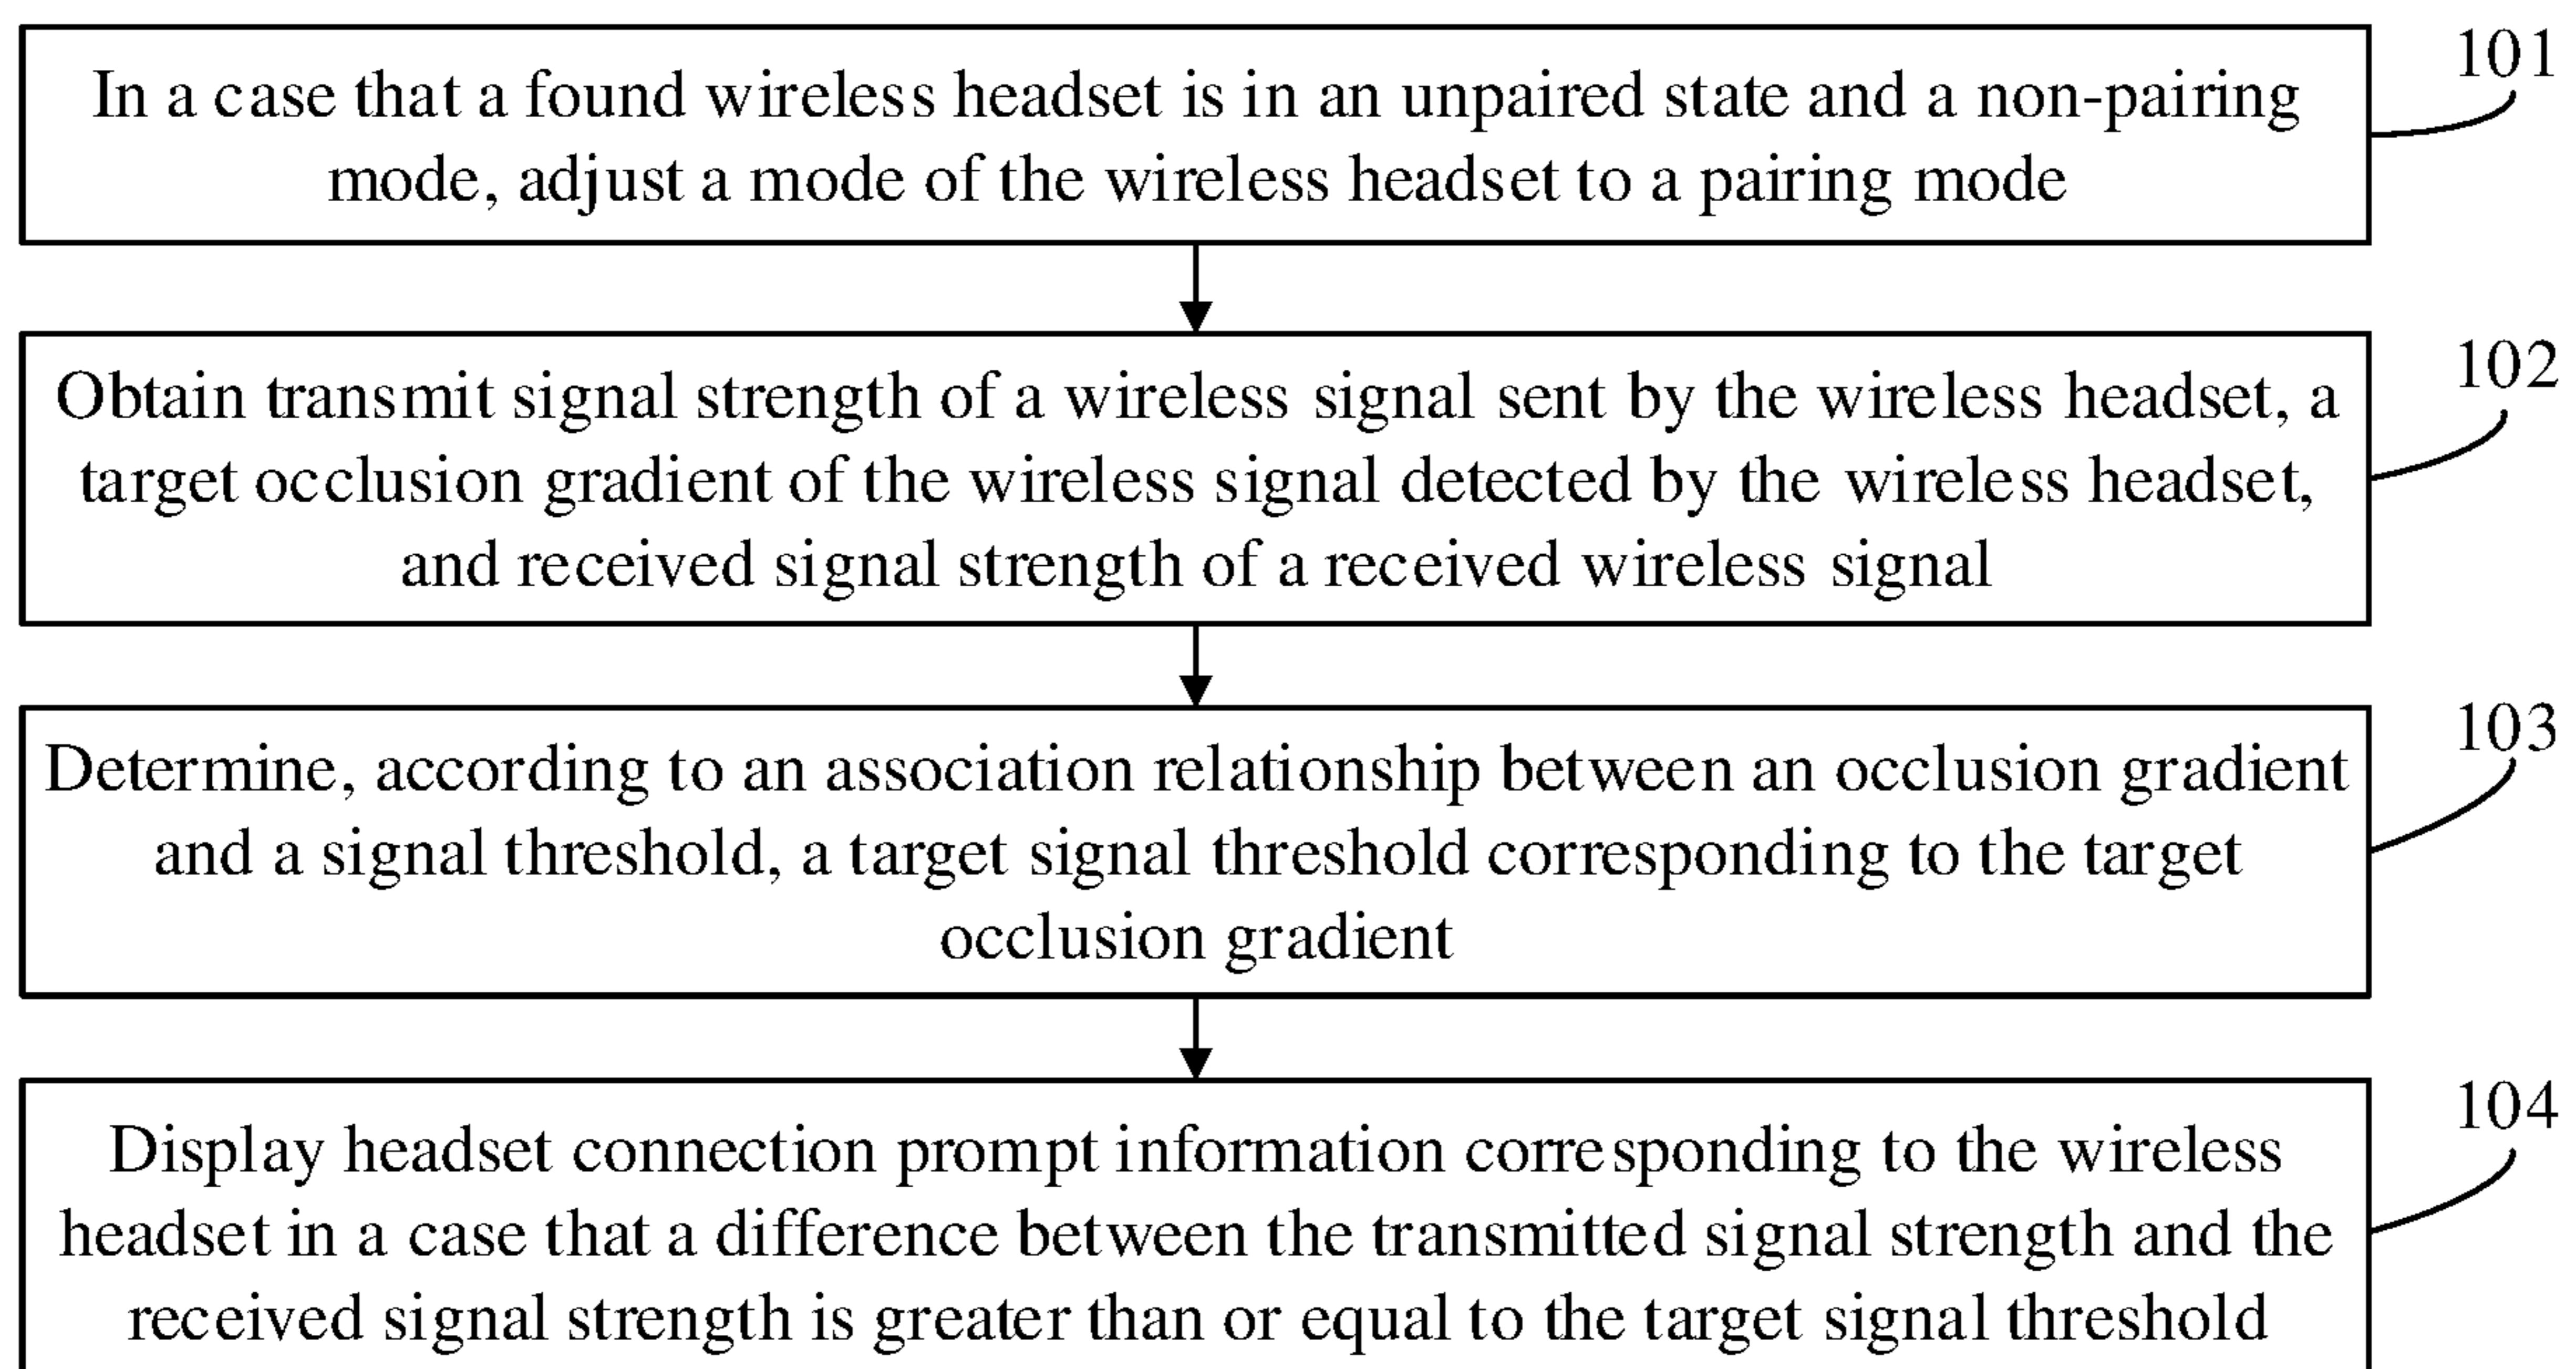 In a case that a found wireless headset is in an unpaired state and a non-pairing
mode, adjust a mode of the wireless headset to a pairing mode
101
Obtain transmit signal strength of a wireless signal sent by the wireless headset, a
target occlusion gradient of the wireless signal detected by the wireless headset,
and received signal strength of a received wireless signal
102
Determine, according to an association relationship between an occlusion gradient
and a signal threshold, a target signal threshold corresponding to the target
occlusion gradient
103
Display headset connection prompt information corresponding to the wireless
headset in a case that a difference between the transmitted signal strength and the
received signal strength is greater than or equal to the target signal threshold
104